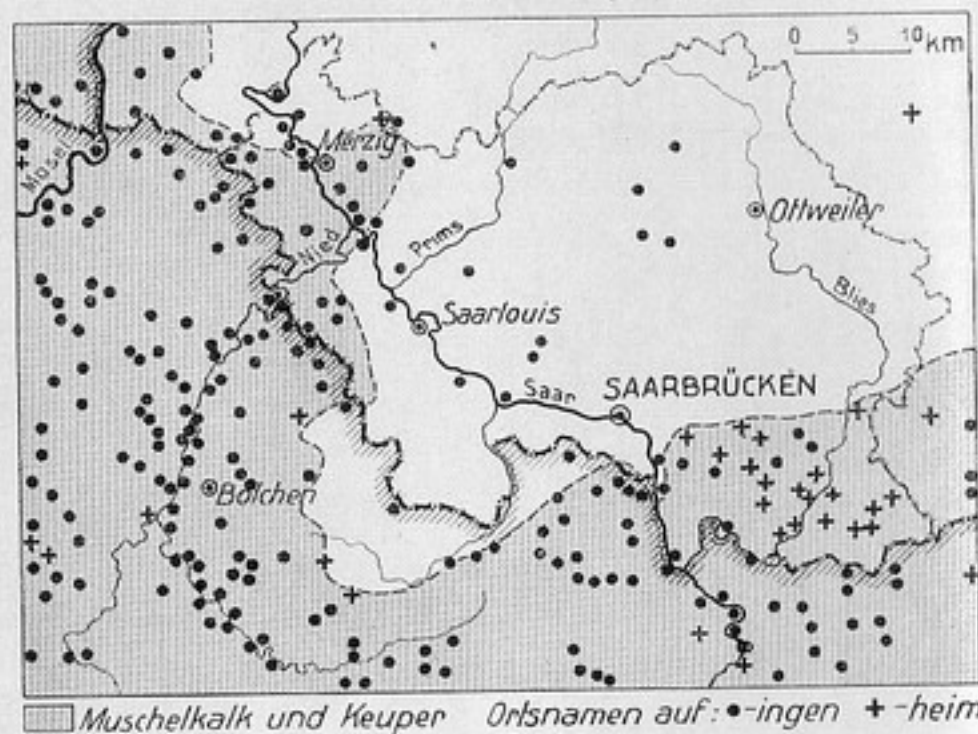 0 5 10 km
Mosel
Merzig
Ottweiler
Nied
Prims
Blies
Saarlouis
Saar
SAARBRÜCKEN
Bolchen
Muschelkalk und Keuper Ortsnamen auf: -ingen + -heim